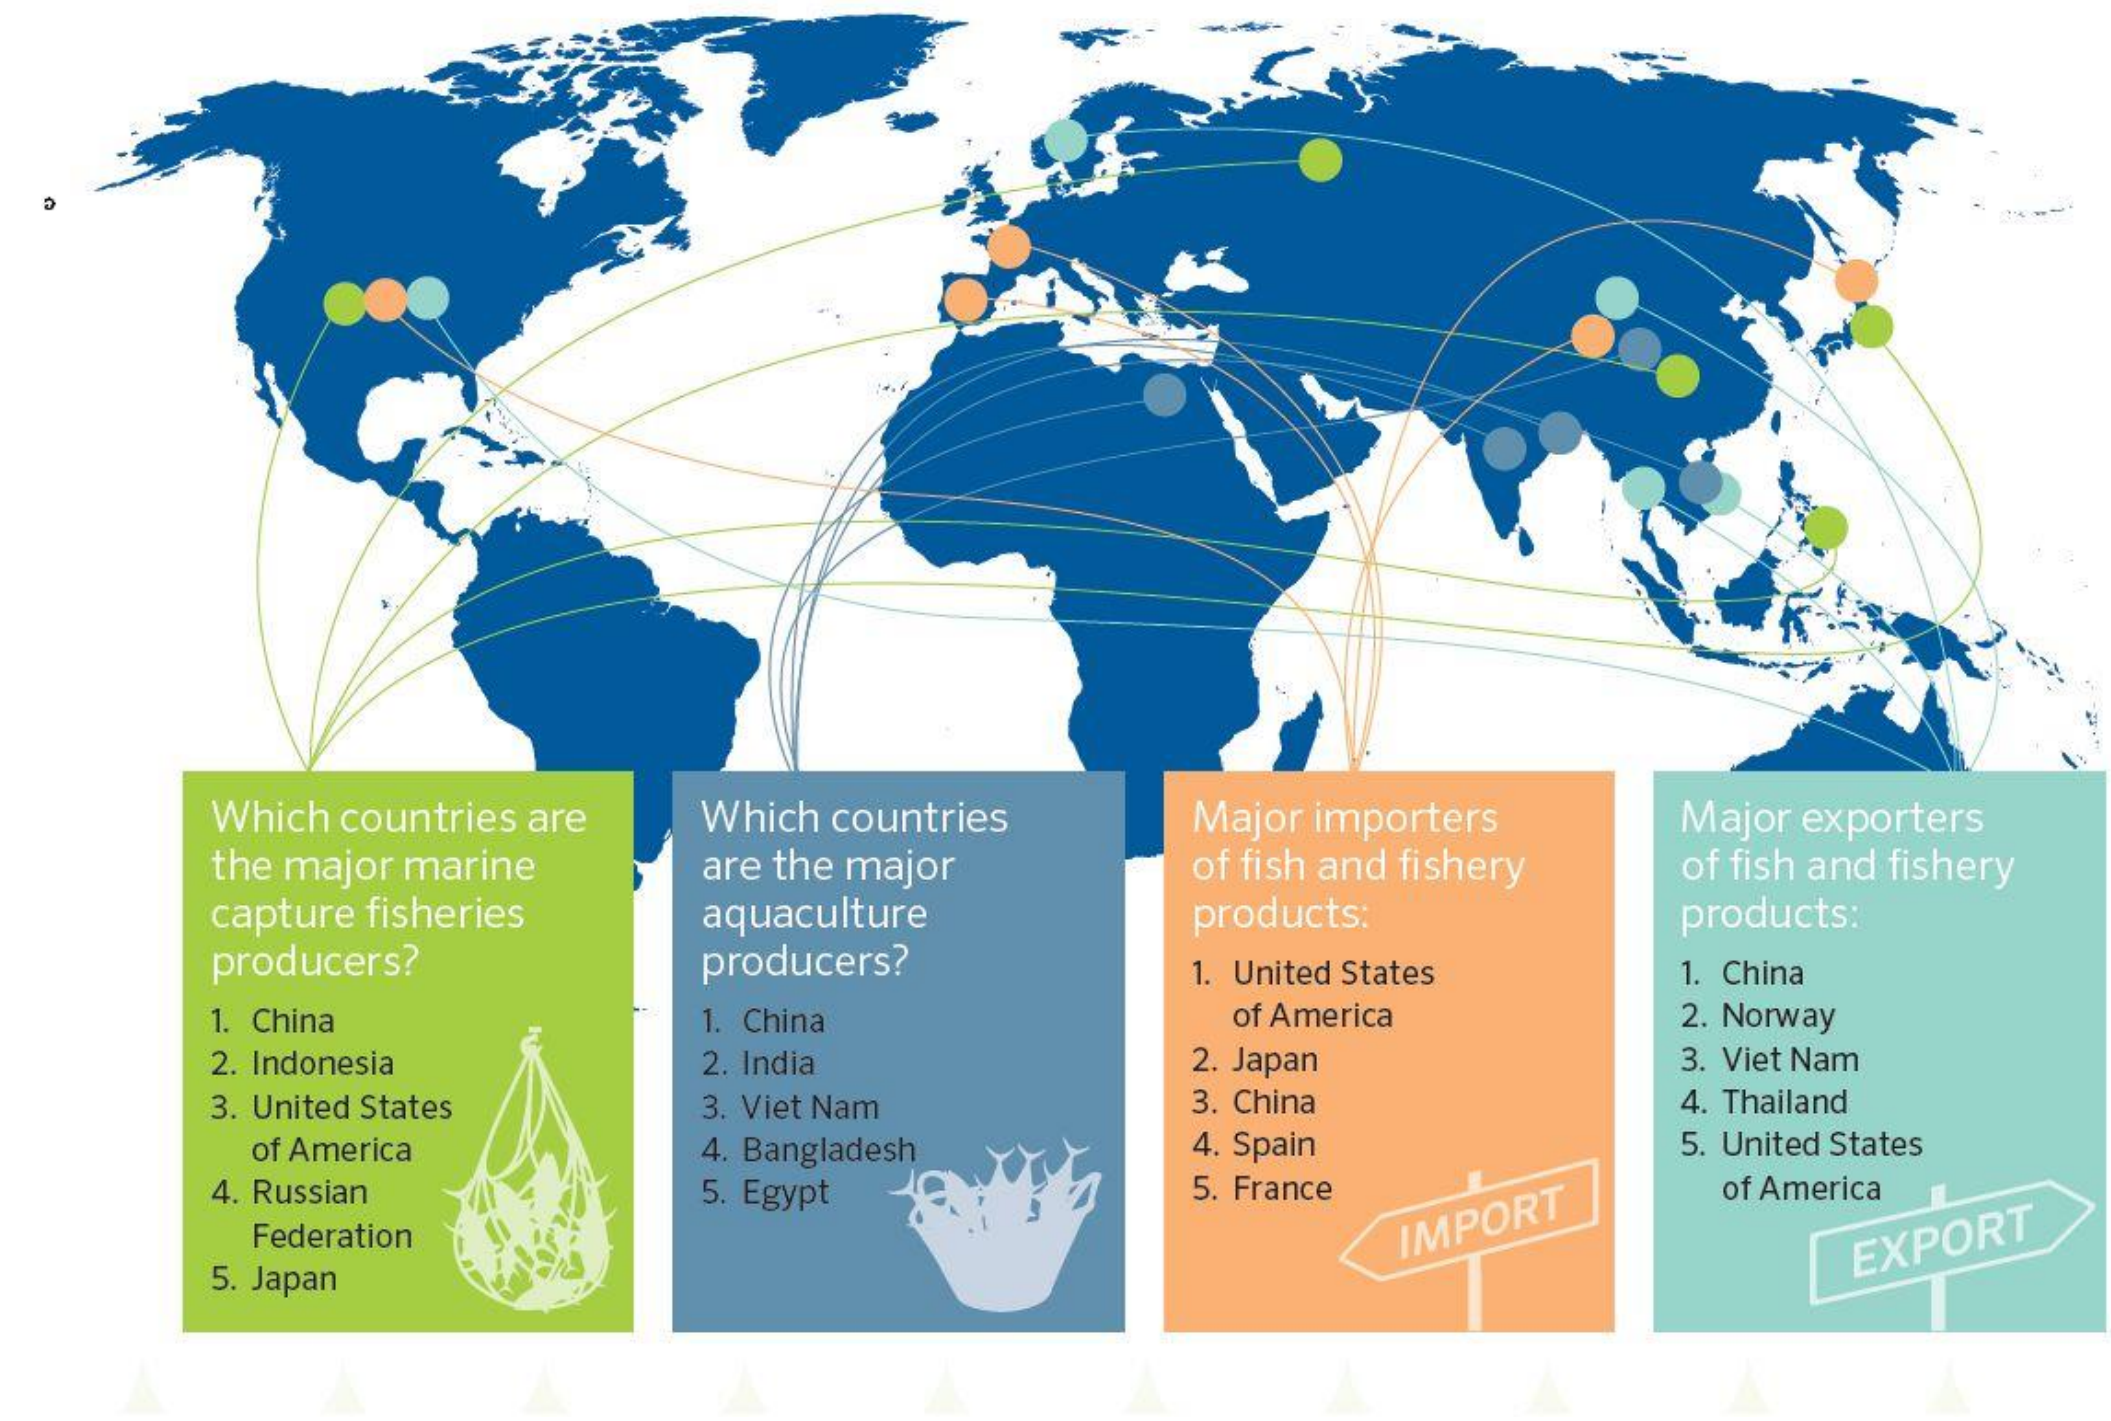 Which countries are
the major marine
capture fisheries
producers?
1. China
2. Indonesia
3. United States
of America
4. Russian
Federation
5. Japan
Which countries
are the major
aquaculture
producers?
1. China
2. India
3. Viet Nam
4. Bangladesh
5. Egypt
Major importers
of fish and fishery
products:
1. United States
of America
2. Japan
3. China
4. Spain
5. France
IMPORT
Major exporters
of fish and fishery
products:
1. China
2. Norway
3. Viet Nam
4. Thailand
5. United States
of America
EXPORT